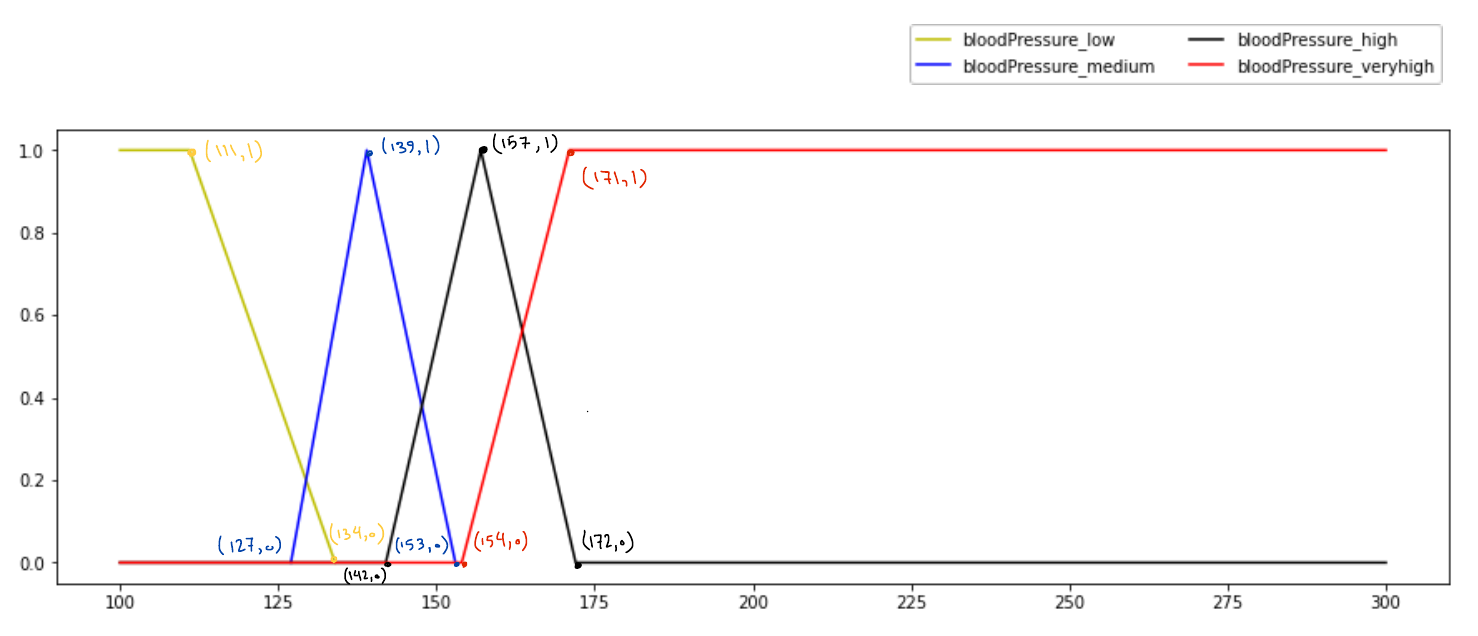 bloodPressure_low bloodPressure_high
bloodPressure_medium bloodPressure_veryhigh
1.0 (111,1) (139,1) (157,1)
(171,1)
0.8
0.6
0.4
0.2
(127,0) (134,0) (153,0) (154,0) (172,0)
0.0
(142,0)
100 125 150 175 200 225 250 275 300